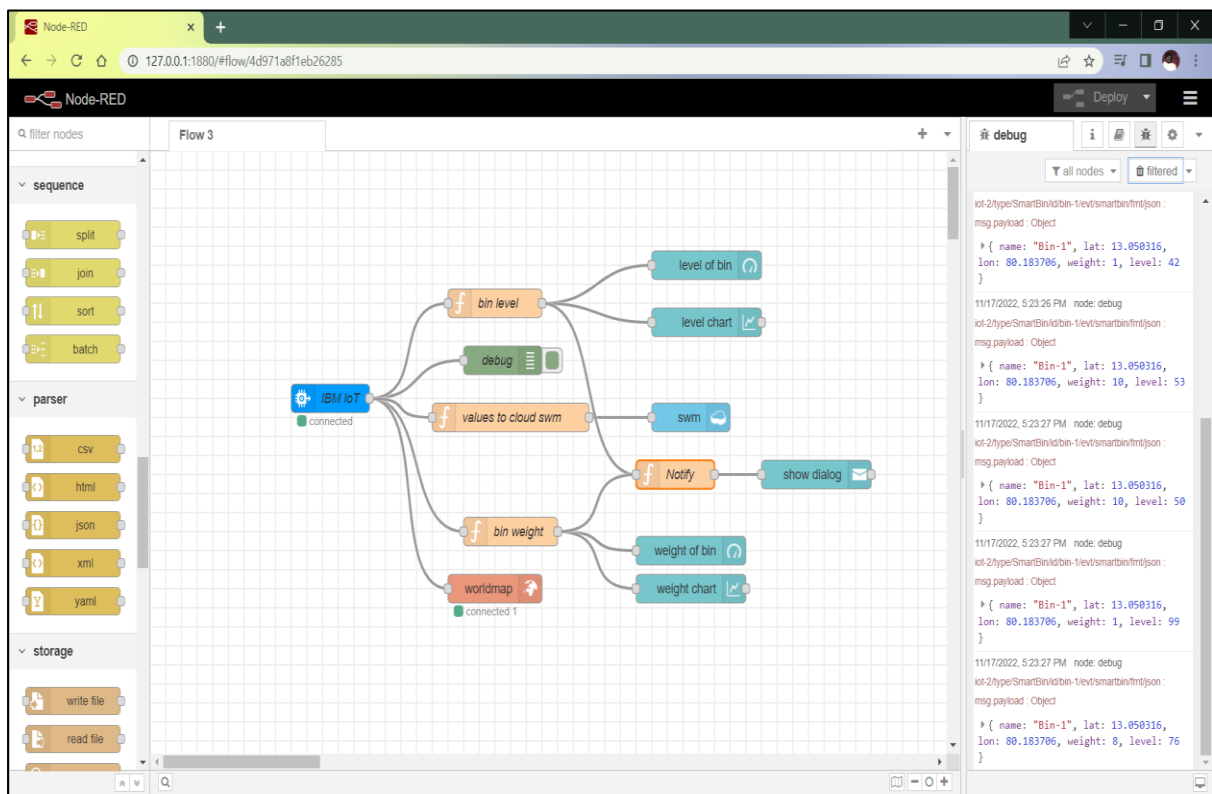 Node-RED
127.0.0.1:1880/#flow/4d971a8f1eb26285
Node-RED
Deploy
filter nodes
sequence
split
join
sort
batch
parser
csv
html
json
xml
yaml
storage
write file
read file
Flow 3
IBM IoT
connected
bin level
debug
values to cloud swm
bin weight
worldmap
connected 1
level of bin
level chart
swm
Notify
show dialog
weight of bin
weight chart
debug
i
all nodes
filtered
iot-2/type/SmartBin/id/bin-1/evt/smartbin/fmt/json :
msg.payload : Object
{ name: "Bin-1", lat: 13.050316,
lon: 80.183706, weight: 1, level: 42
}
11/17/2022, 5:23:26 PM node: debug
iot-2/type/SmartBin/id/bin-1/evt/smartbin/fmt/json :
msg.payload : Object
{ name: "Bin-1", lat: 13.050316,
lon: 80.183706, weight: 10, level: 53
}
11/17/2022, 5:23:27 PM node: debug
iot-2/type/SmartBin/id/bin-1/evt/smartbin/fmt/json :
msg.payload : Object
{ name: "Bin-1", lat: 13.050316,
lon: 80.183706, weight: 10, level: 50
}
11/17/2022, 5:23:27 PM node: debug
iot-2/type/SmartBin/id/bin-1/evt/smartbin/fmt/json :
msg.payload : Object
{ name: "Bin-1", lat: 13.050316,
lon: 80.183706, weight: 1, level: 99
}
11/17/2022, 5:23:27 PM node: debug
iot-2/type/SmartBin/id/bin-1/evt/smartbin/fmt/json :
msg.payload : Object
{ name: "Bin-1", lat: 13.050316,
lon: 80.183706, weight: 8, level: 76
}